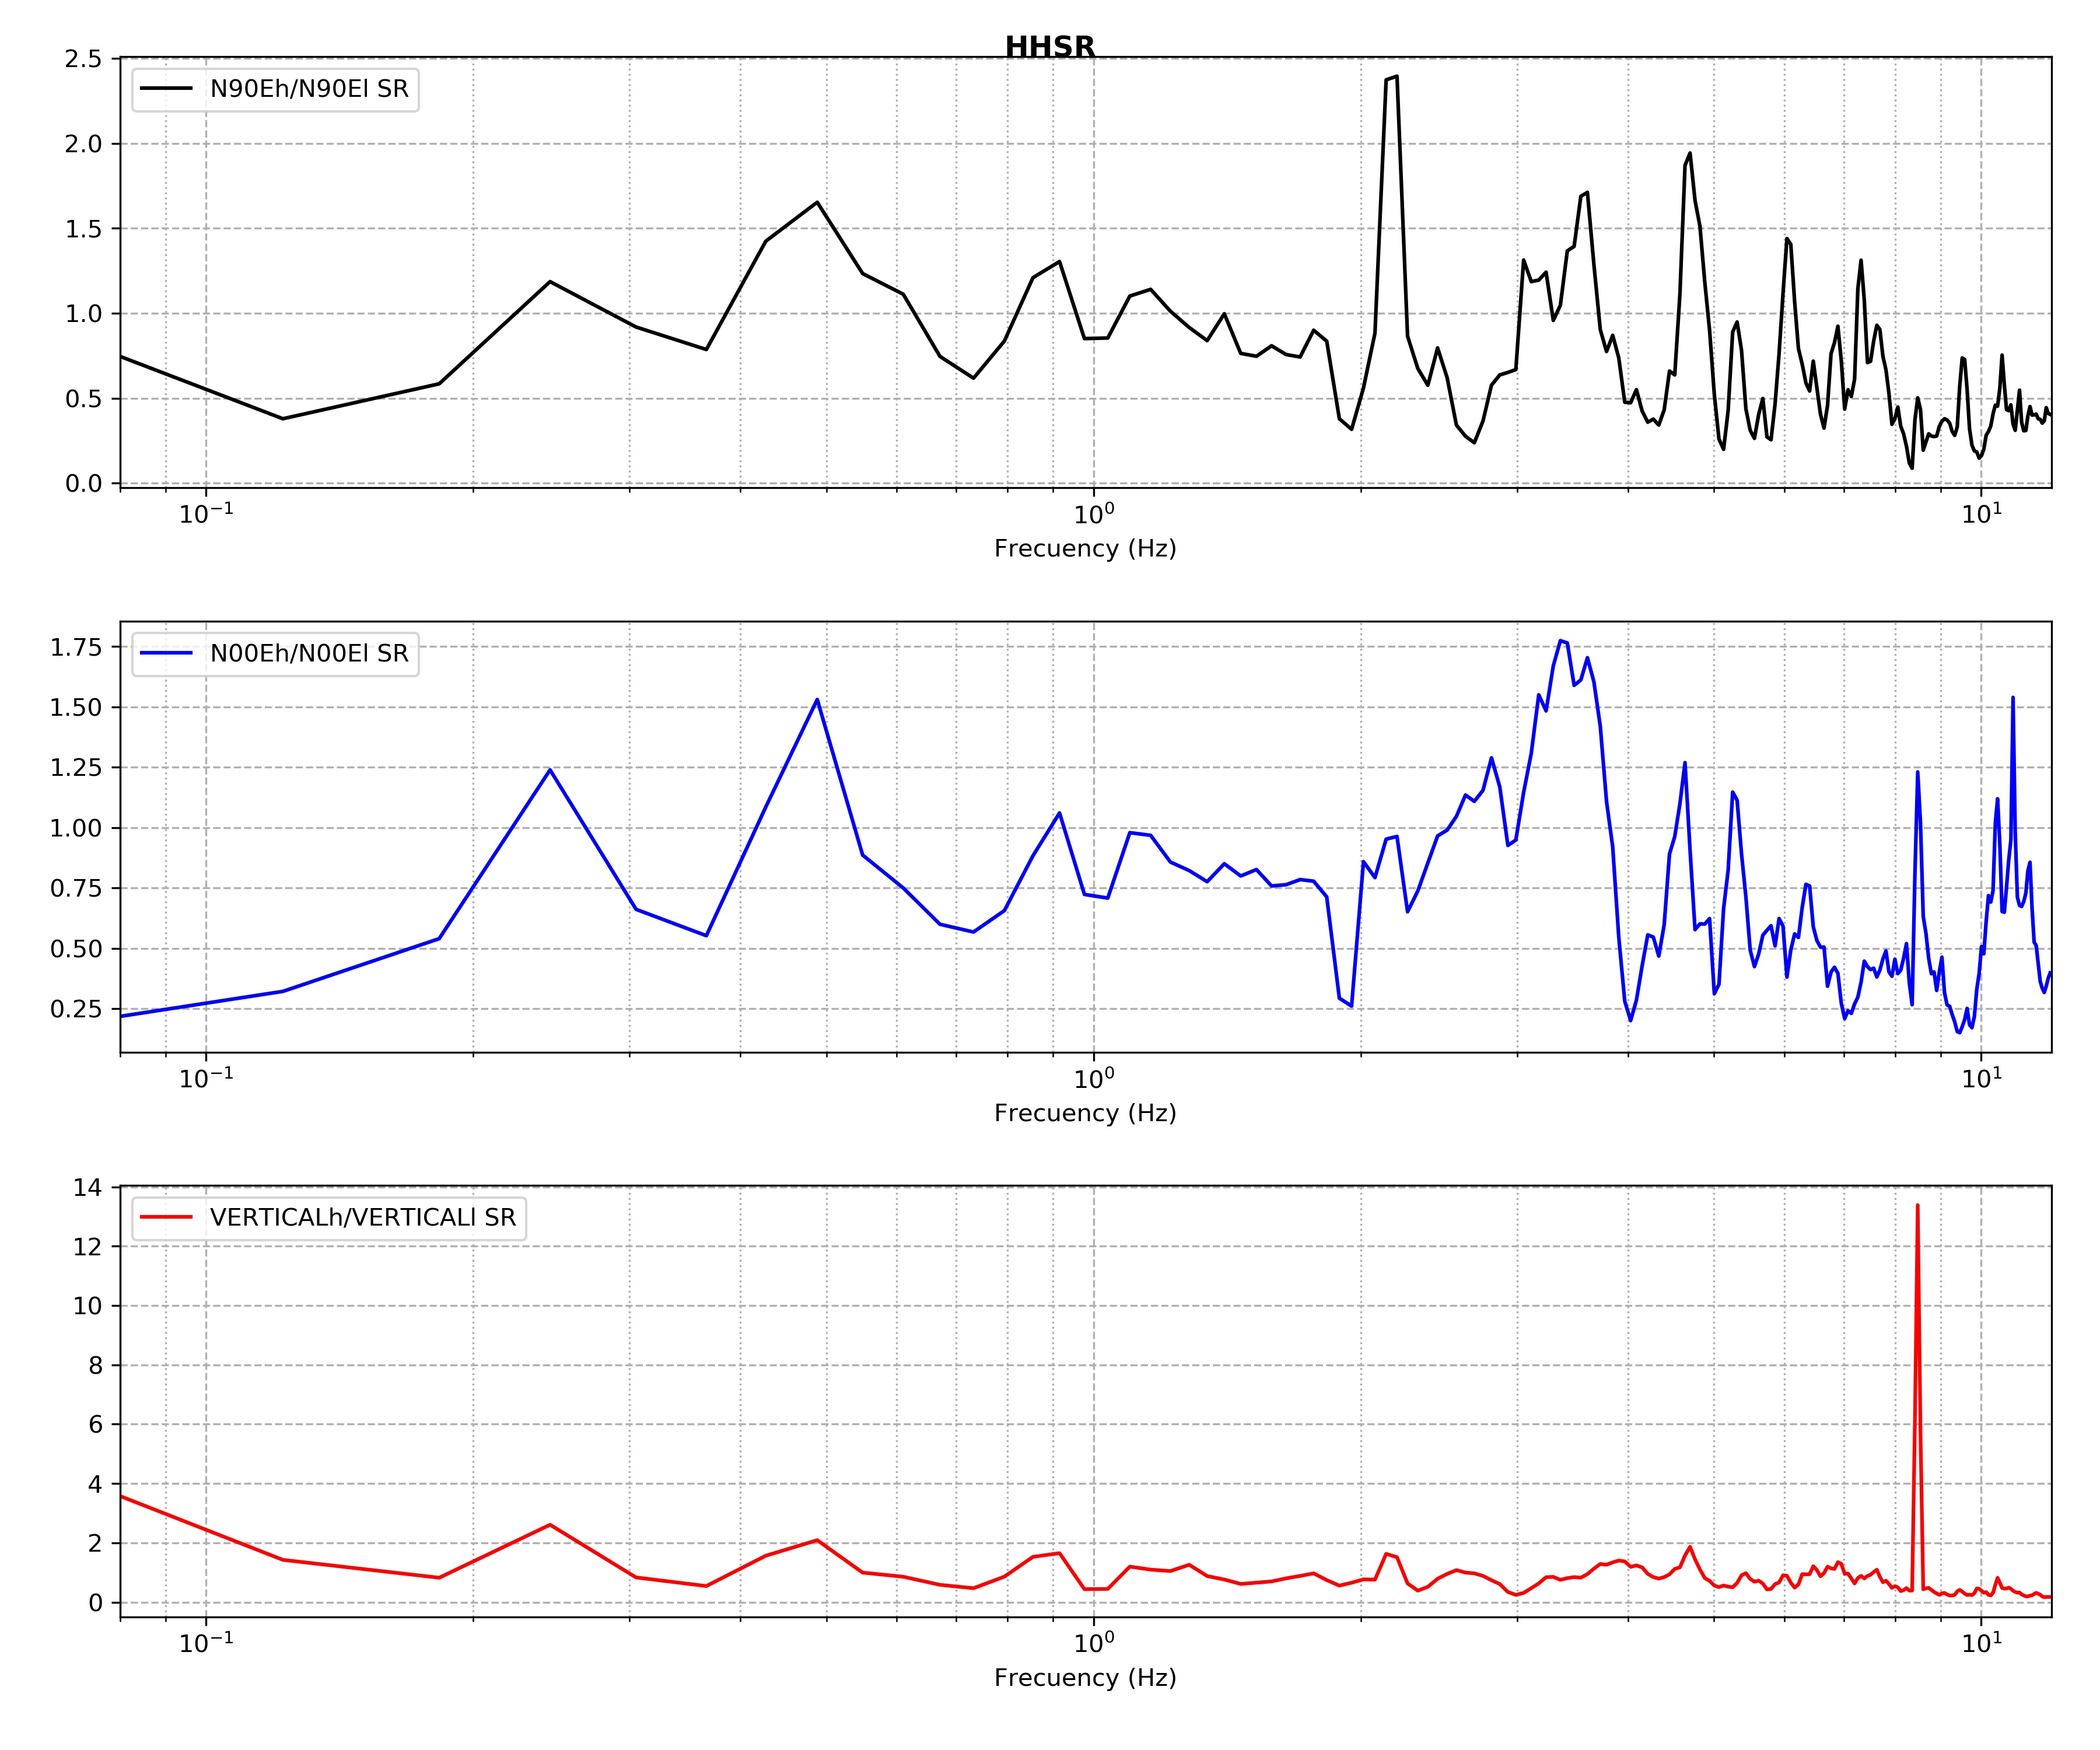 HHSR
2.5
2.0
1.5
1.0
0.5
0.0
N90Eh/N90El SR
10⁻¹ 10⁰ 10¹
Frecuency (Hz)
1.75
1.50
1.25
1.00
0.75
0.50
0.25
N00Eh/N00El SR
10⁻¹ 10⁰ 10¹
Frecuency (Hz)
14
12
10
8
6
4
2
0
VERTICALh/VERTICALl SR
10⁻¹ 10⁰ 10¹
Frecuency (Hz)